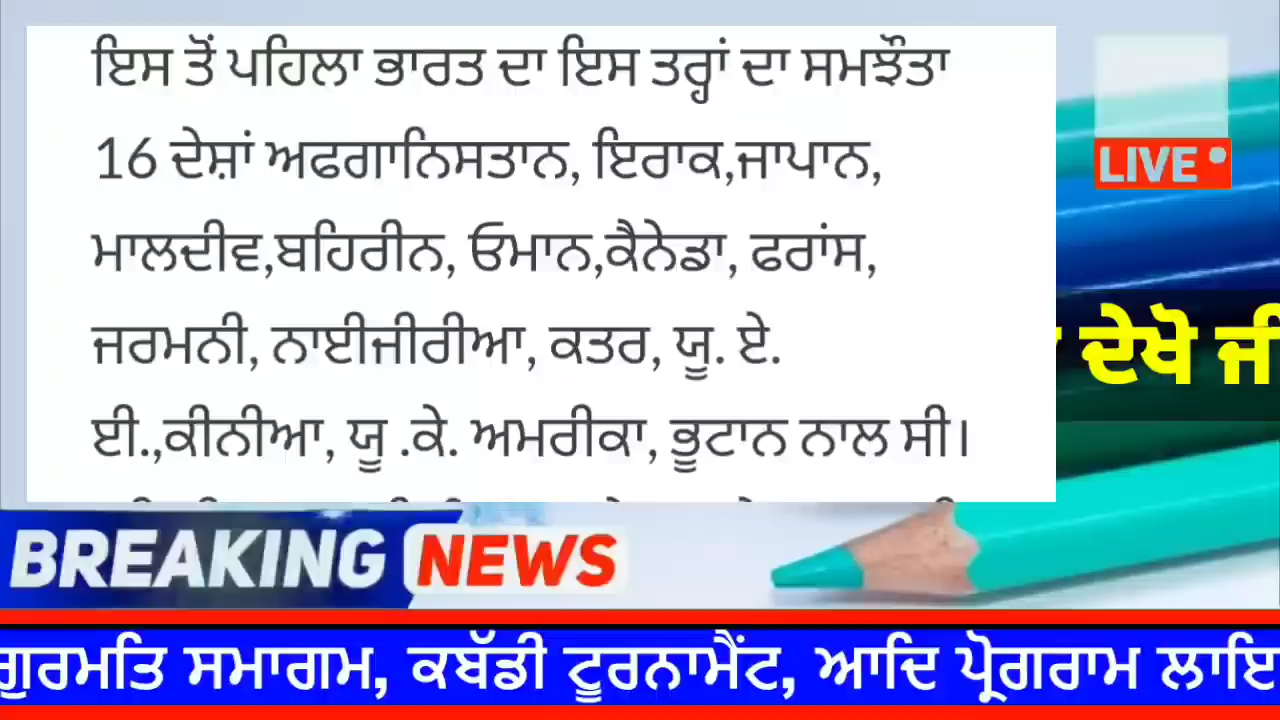 ਇਸ ਤੋਂ ਪਹਿਲਾ ਭਾਰਤ ਦਾ ਇਸ ਤਰ੍ਹਾਂ ਦਾ ਸਮਝੌਤਾ
16 ਦੇਸ਼ਾਂ ਅਫਗਾਨਿਸਤਾਨ, ਇਰਾਕ,ਜਾਪਾਨ,
ਮਾਲਦੀਵ,ਬਹਿਰੀਨ, ਓਮਾਨ,ਕੈਨੇਡਾ, ਫਰਾਂਸ,
ਜਰਮਨੀ, ਨਾਈਜੀਰੀਆ, ਕਤਰ, ਯੂ. ਏ.
ਈ.,ਕੀਨੀਆ, ਯੂ .ਕੇ. ਅਮਰੀਕਾ, ਭੂਟਾਨ ਨਾਲ ਸੀ।
LIVE
ਦੇਖੋ ਜੀ
BREAKING NEWS
ਗੁਰਮਤਿ ਸਮਾਗਮ, ਕਬੱਡੀ ਟੂਰਨਾਮੈਂਟ, ਆਦਿ ਪ੍ਰੋਗਰਾਮ ਲਾਇ